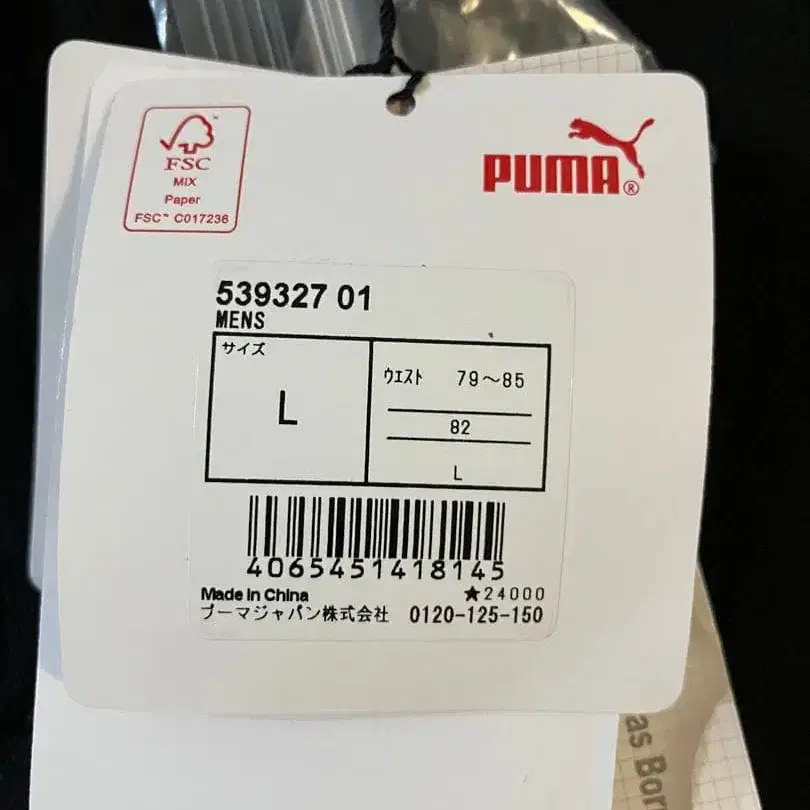 FSC
MIX
Paper
FSC™ C017236
PUMA®
539327 01
MENS
サイズ
L
ウエスト 79～85
82
L
4065451418145
Made in China ★24000
プーマジャパン株式会社 0120-125-150
as Bor